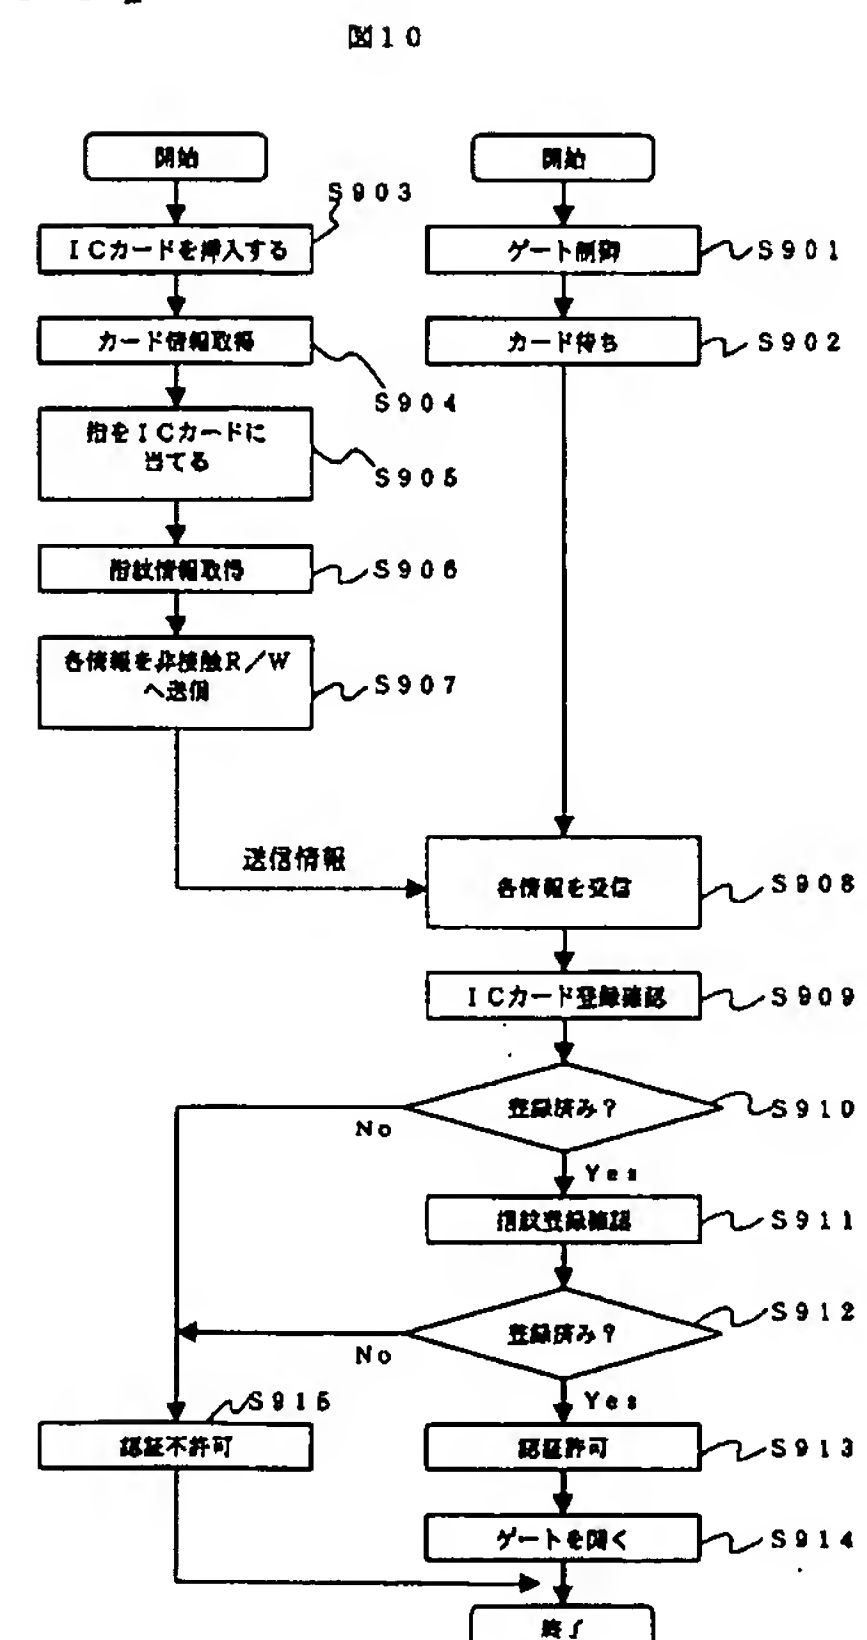 図10
開始
S903
ICカードを挿入する
カード情報取得
S904
指をICカードに
当てる
S905
指紋情報取得
S906
各情報を非接触R/W
へ送信
S907
送信情報
開始
ゲート制御
S901
カード待ち
S902
各情報を受信
S908
ICカード登録確認
S909
登録済み?
S910
No
Yes
指紋登録確認
S911
登録済み?
S912
No
Yes
S915
認証不許可
認証許可
S913
ゲートを開く
S914
終了